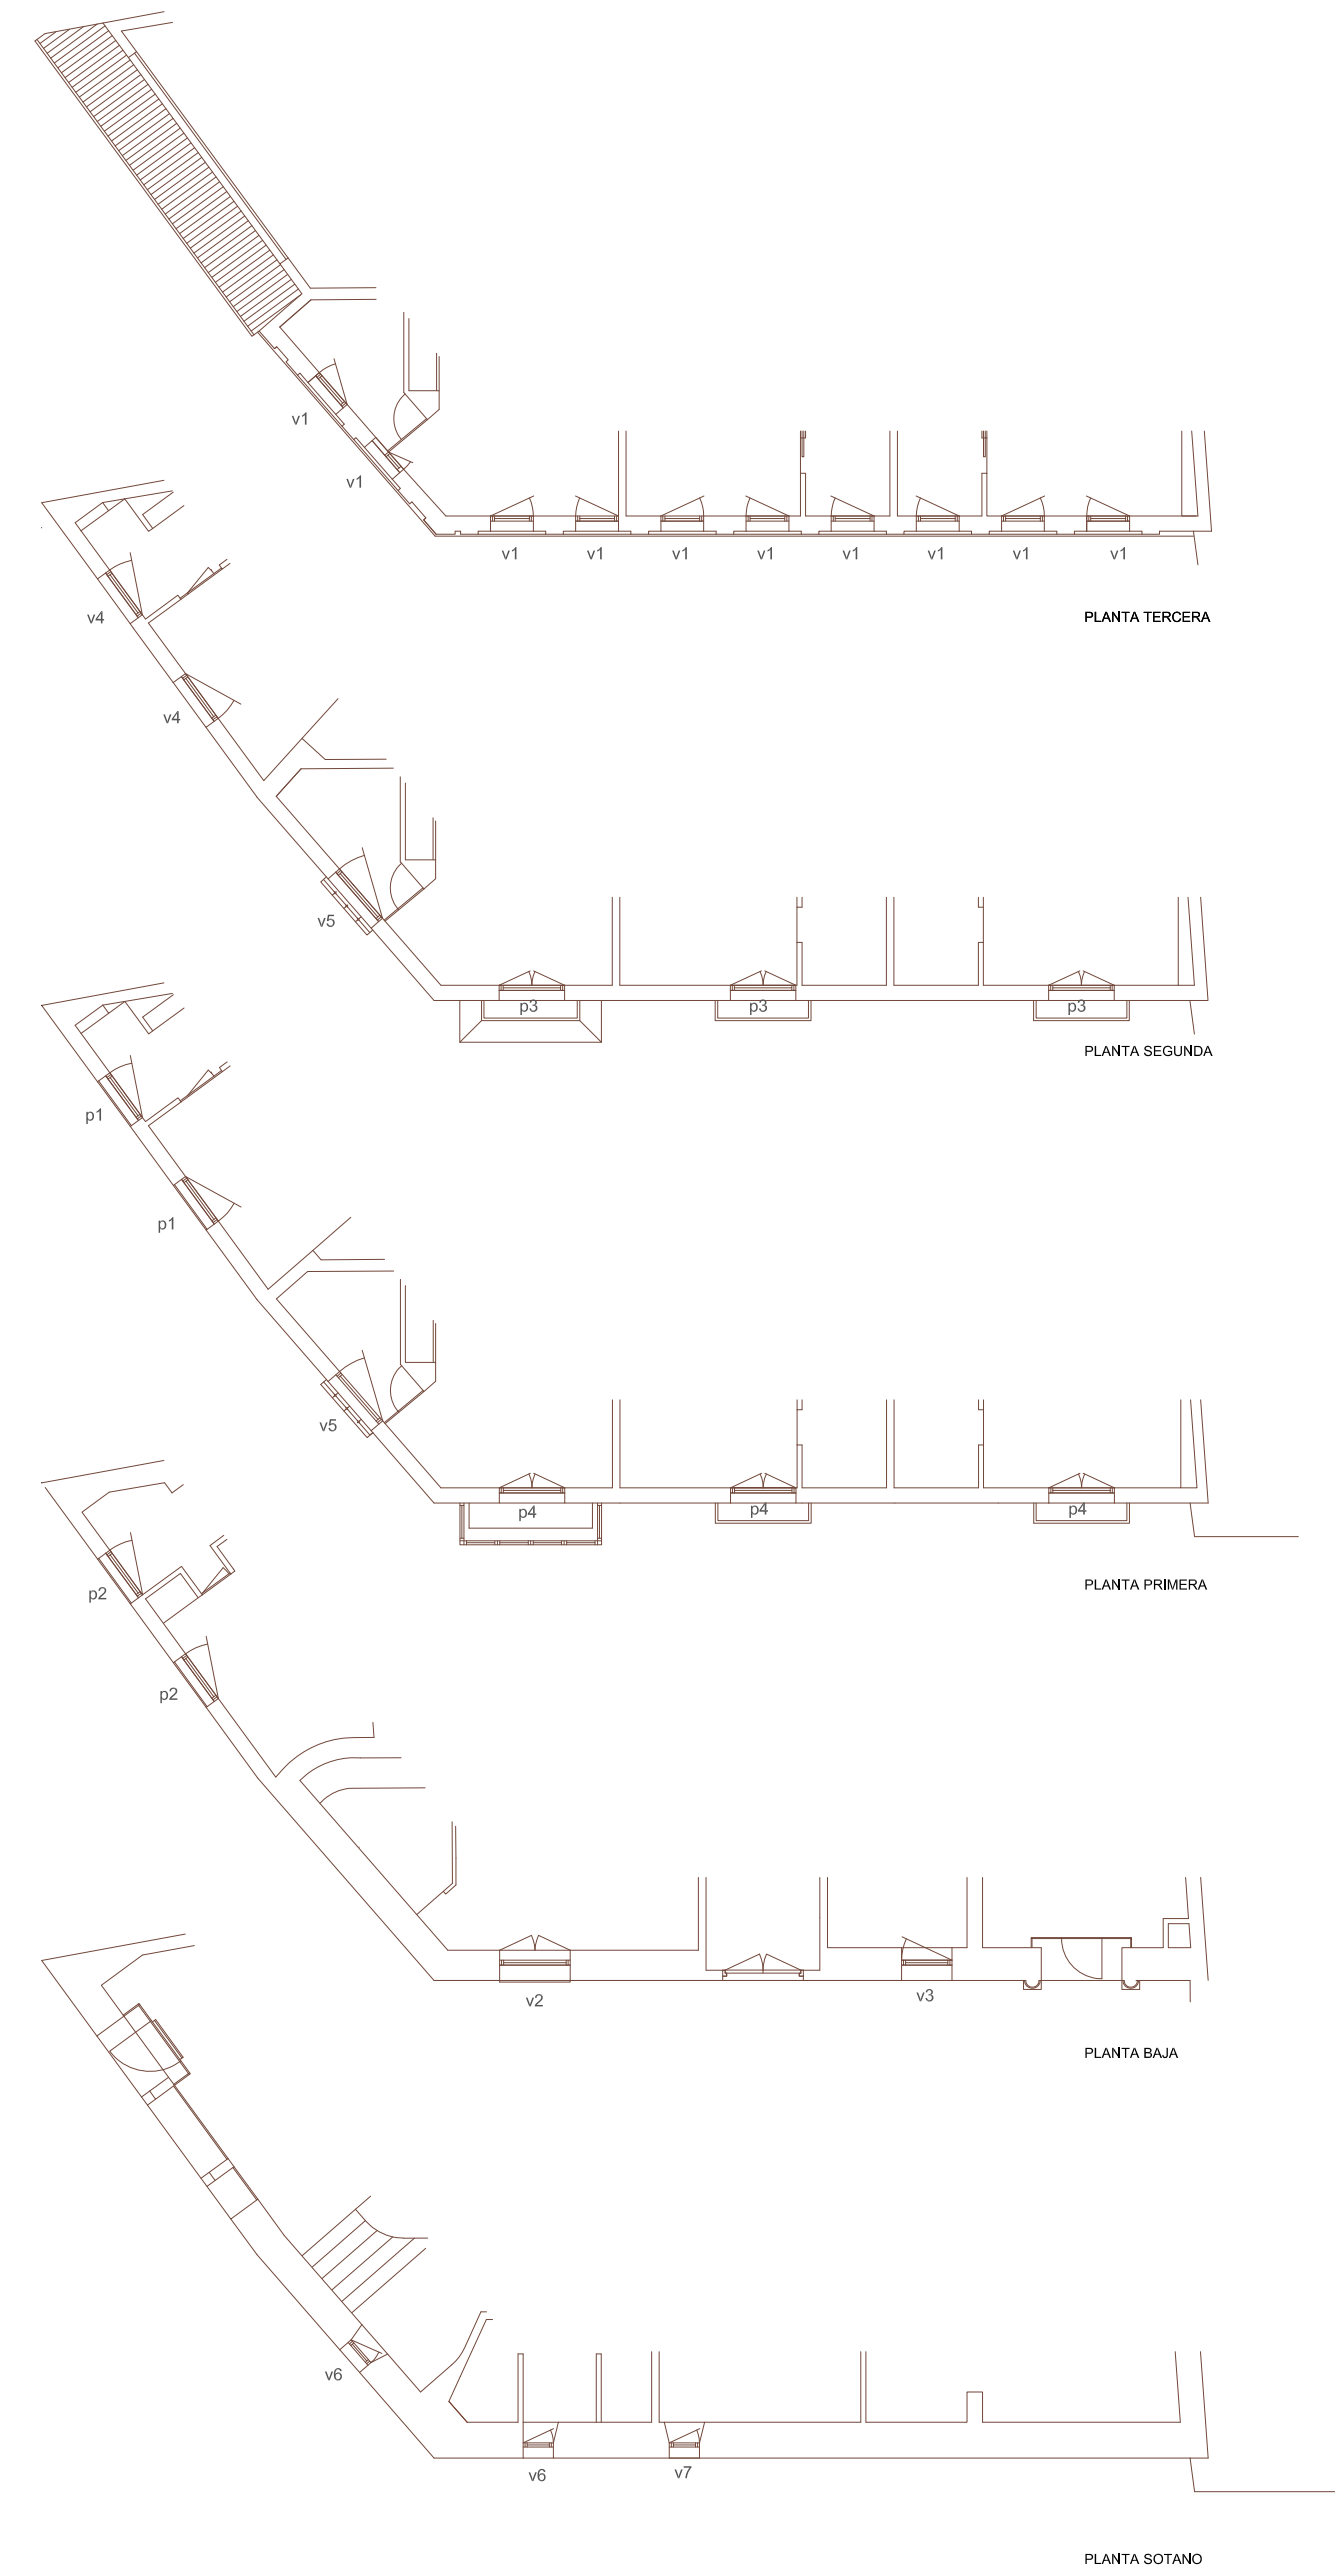 v1
v1
v1 v1 v1 v1 v1 v1 v1 v1
PLANTA TERCERA
v4
v4
v5
p3 p3 p3
PLANTA SEGUNDA
p1
p1
v5
p4 p4 p4
PLANTA PRIMERA
p2
p2
v2 v3
PLANTA BAJA
v6
v6 v7
PLANTA SOTANO